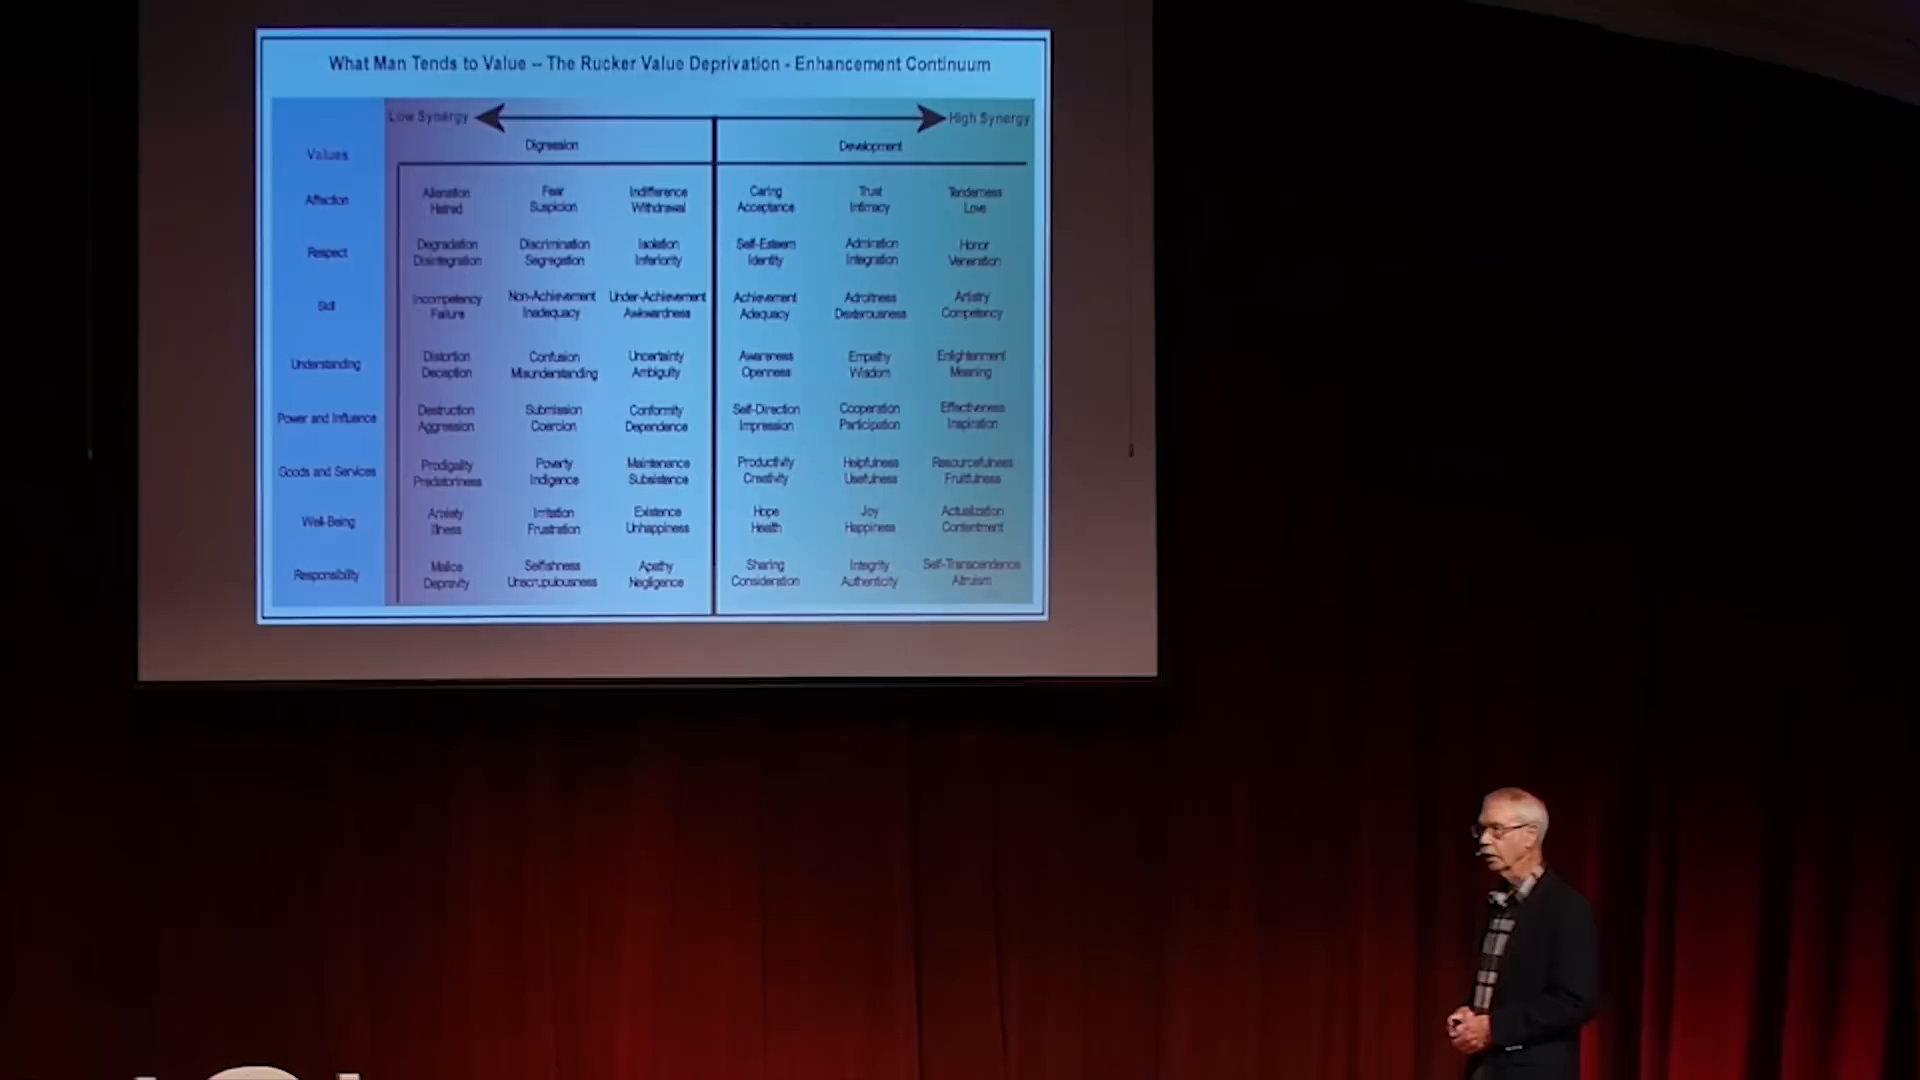 What Man Tends to Value -- The Rucker Value Deprivation - Enhancement Continuum
Low Synergy High Synergy
Values Digression Development
Affection Alienation Fear Indifference Caring Trust Tenderness
Hatred Suspicion Withdrawal Acceptance Intimacy Love
Respect Degradation Discrimination Isolation Self-Esteem Admiration Honor
Disintegration Segregation Inferiority Identity Integration Veneration
Skill Incompetency Non-Achievement Under-Achievement Achievement Adroitness Artistry
Failure Inadequacy Awkwardness Adequacy Dexterousness Competency
Understanding Distortion Confusion Uncertainty Awareness Empathy Enlightenment
Deception Misunderstanding Ambiguity Openness Wisdom Meaning
Power and Influence Destruction Submission Conformity Self-Direction Cooperation Effectiveness
Aggression Coercion Dependence Impression Participation Inspiration
Goods and Services Prodigality Poverty Maintenance Productivity Helpfulness Resourcefulness
Predatoriness Indigence Subsistence Creativity Usefulness Fruitfulness
Well-Being Anxiety Irritation Existence Hope Joy Actualization
Illness Frustration Unhappiness Health Happiness Contentment
Responsibility Malice Selfishness Apathy Sharing Integrity Self-Transcendence
Depravity Unscrupulousness Negligence Consideration Authenticity Altruism